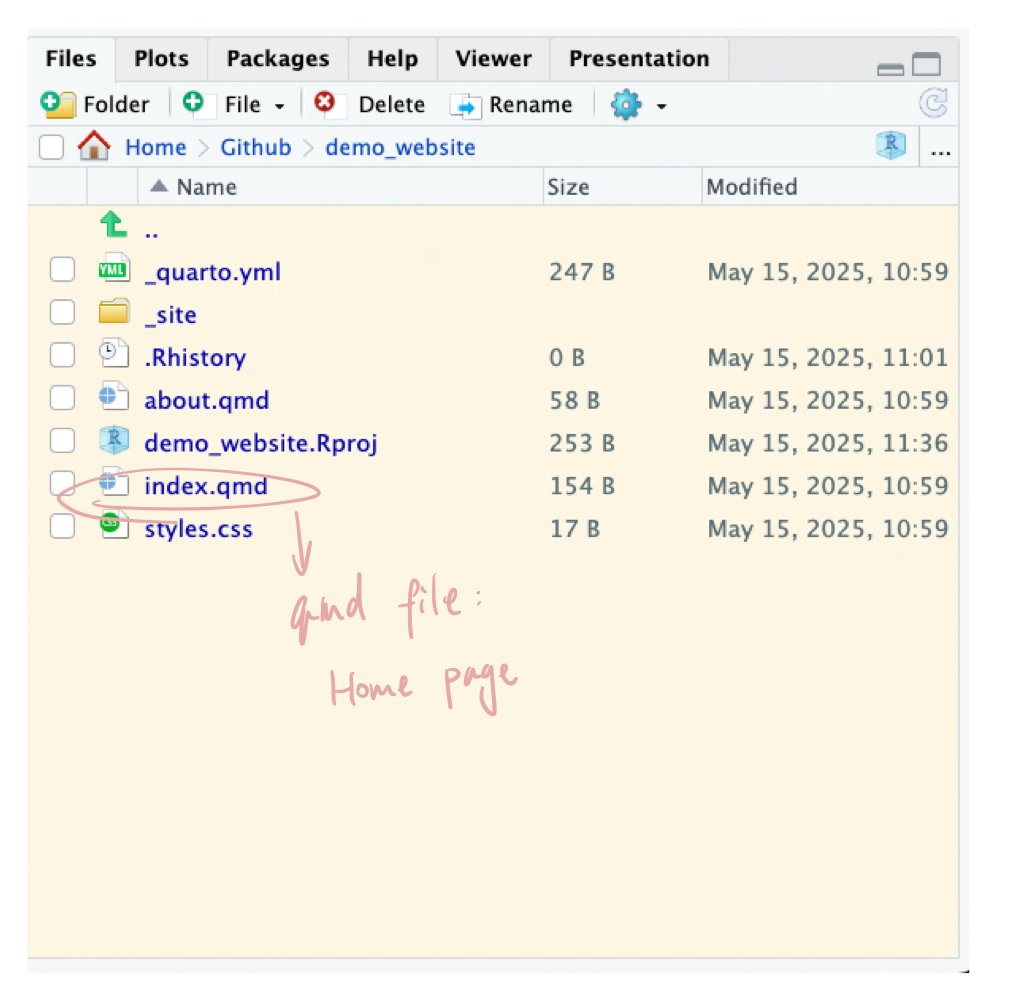 Files Plots Packages Help Viewer Presentation
Folder File Delete Rename
Home > Github > demo_website R ...
Name Size Modified
..
YML _quarto.yml 247 B May 15, 2025, 10:59
_site
.Rhistory 0 B May 15, 2025, 11:01
about.qmd 58 B May 15, 2025, 10:59
R demo_website.Rproj 253 B May 15, 2025, 11:36
index.qmd 154 B May 15, 2025, 10:59
CSS styles.css 17 B May 15, 2025, 10:59
qmd file:
Home page